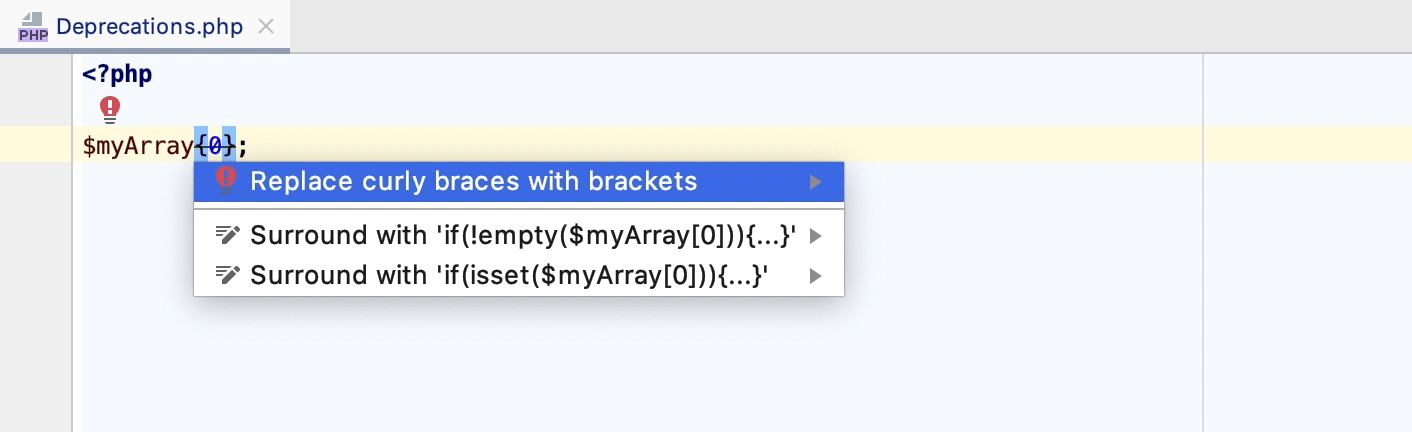 PHP Deprecations.php
<?php
$myArray{0};
Replace curly braces with brackets
Surround with 'if(!empty($myArray[0])){...}'
Surround with 'if(isset($myArray[0])){...}'